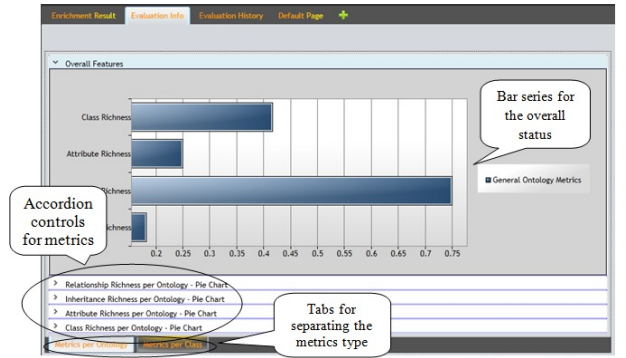 Enrichment Result Evaluation Info Evaluation History Default Page
Overall Features
Bar series for
the overall
status
Class Richness
Attribute Richness
Richness
chness
General Ontology Metrics
Accordion
controls
for metrics
0.2 0.25 0.3 0.35 0.4 0.45 0.5 0.55 0.6 0.65 0.7 0.75
Relationship Richness per Ontology - Pie Chart
Inheritance Richness per Ontology - Pie Chart
Attribute Richness per Ontology - Pie Chart
Class Richness per Ontology - Pie Chart
Tabs for
separating the
metrics type
Metrics per Ontology Metrics per Class